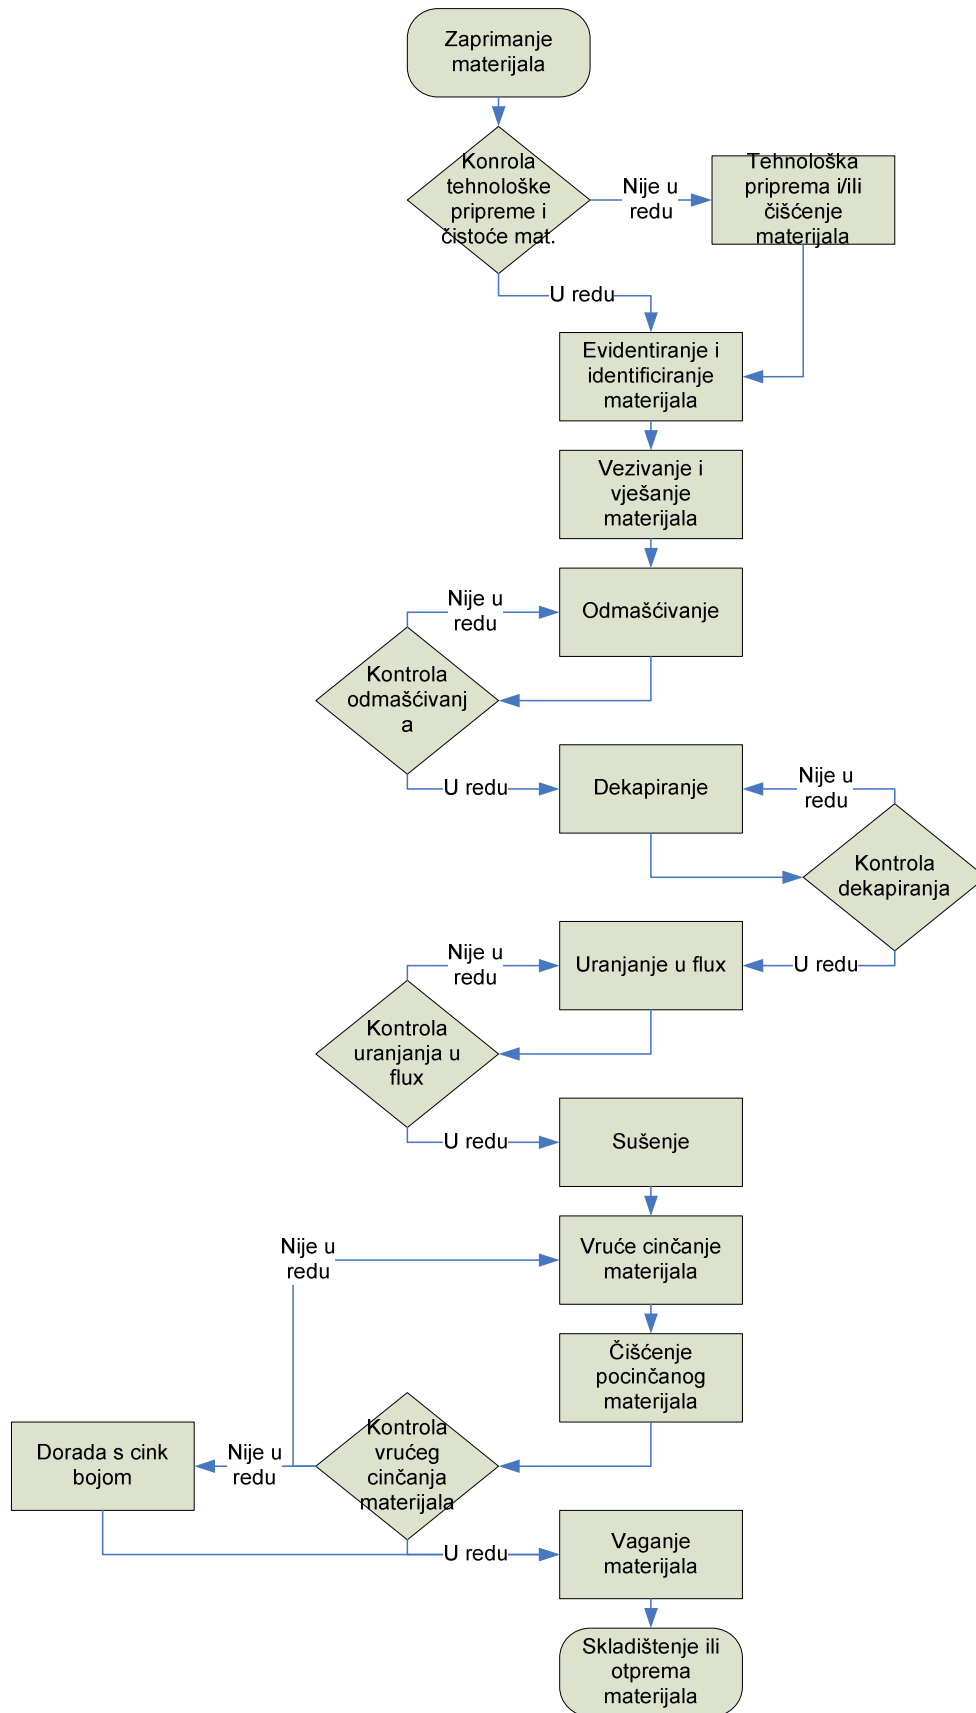 Zaprimanje
materijala
Konrola
tehnološke
pripreme i
čistoće mat.
Nije u
redu
Tehnološka
priprema i/ili
čišćenje
materijala
U redu
Evidentiranje i
identificiranje
materijala
Vezivanje i
vješanje
materijala
Nije u
redu
Odmašćivanje
Kontrola
odmašćivanj
a
U redu
Dekapiranje
Nije u
redu
Kontrola
dekapiranja
Nije u
redu
Uranjanje u flux
U redu
Kontrola
uranjanja u
flux
U redu
Sušenje
Nije u
redu
Vruće cinčanje
materijala
Čišćenje
pocinčanog
materijala
Dorada s cink
bojom
Nije u
redu
Kontrola
vrućeg
cinčanja
materijala
U redu
Vaganje
materijala
Skladištenje ili
otprema
materijala